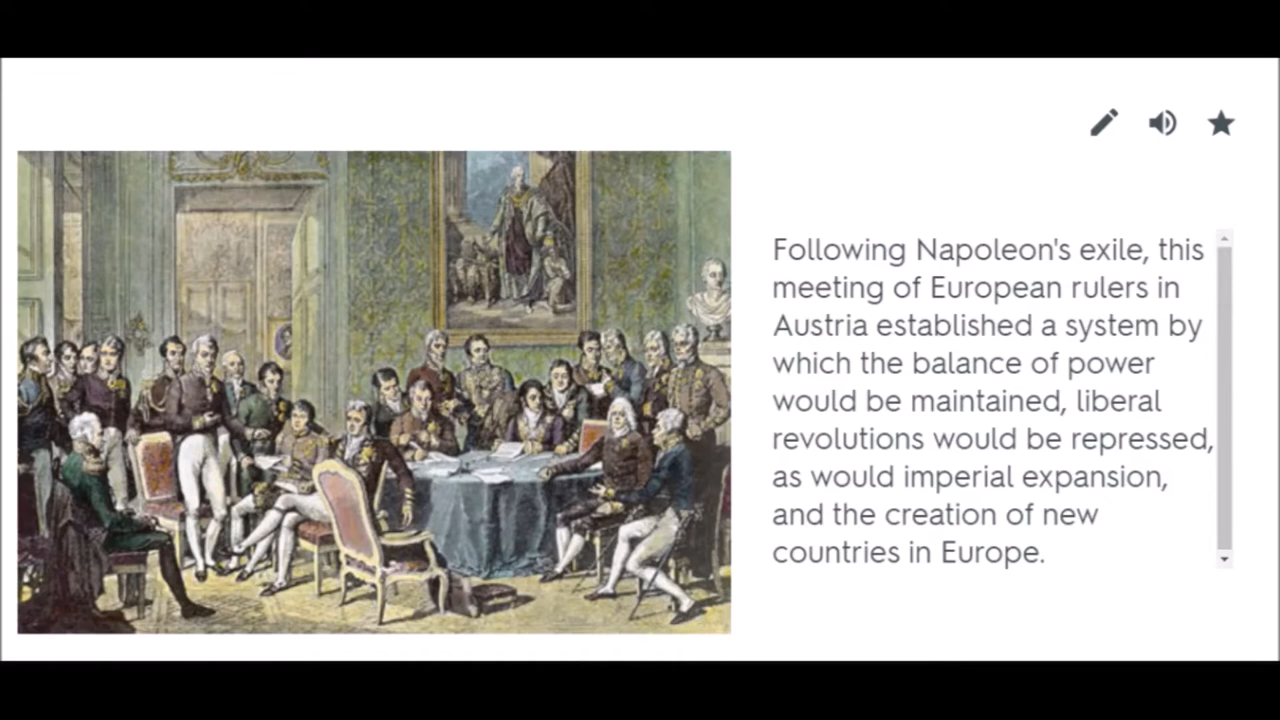 Following Napoleon's exile, this
meeting of European rulers in
Austria established a system by
which the balance of power
would be maintained, liberal
revolutions would be repressed,
as would imperial expansion,
and the creation of new
countries in Europe.